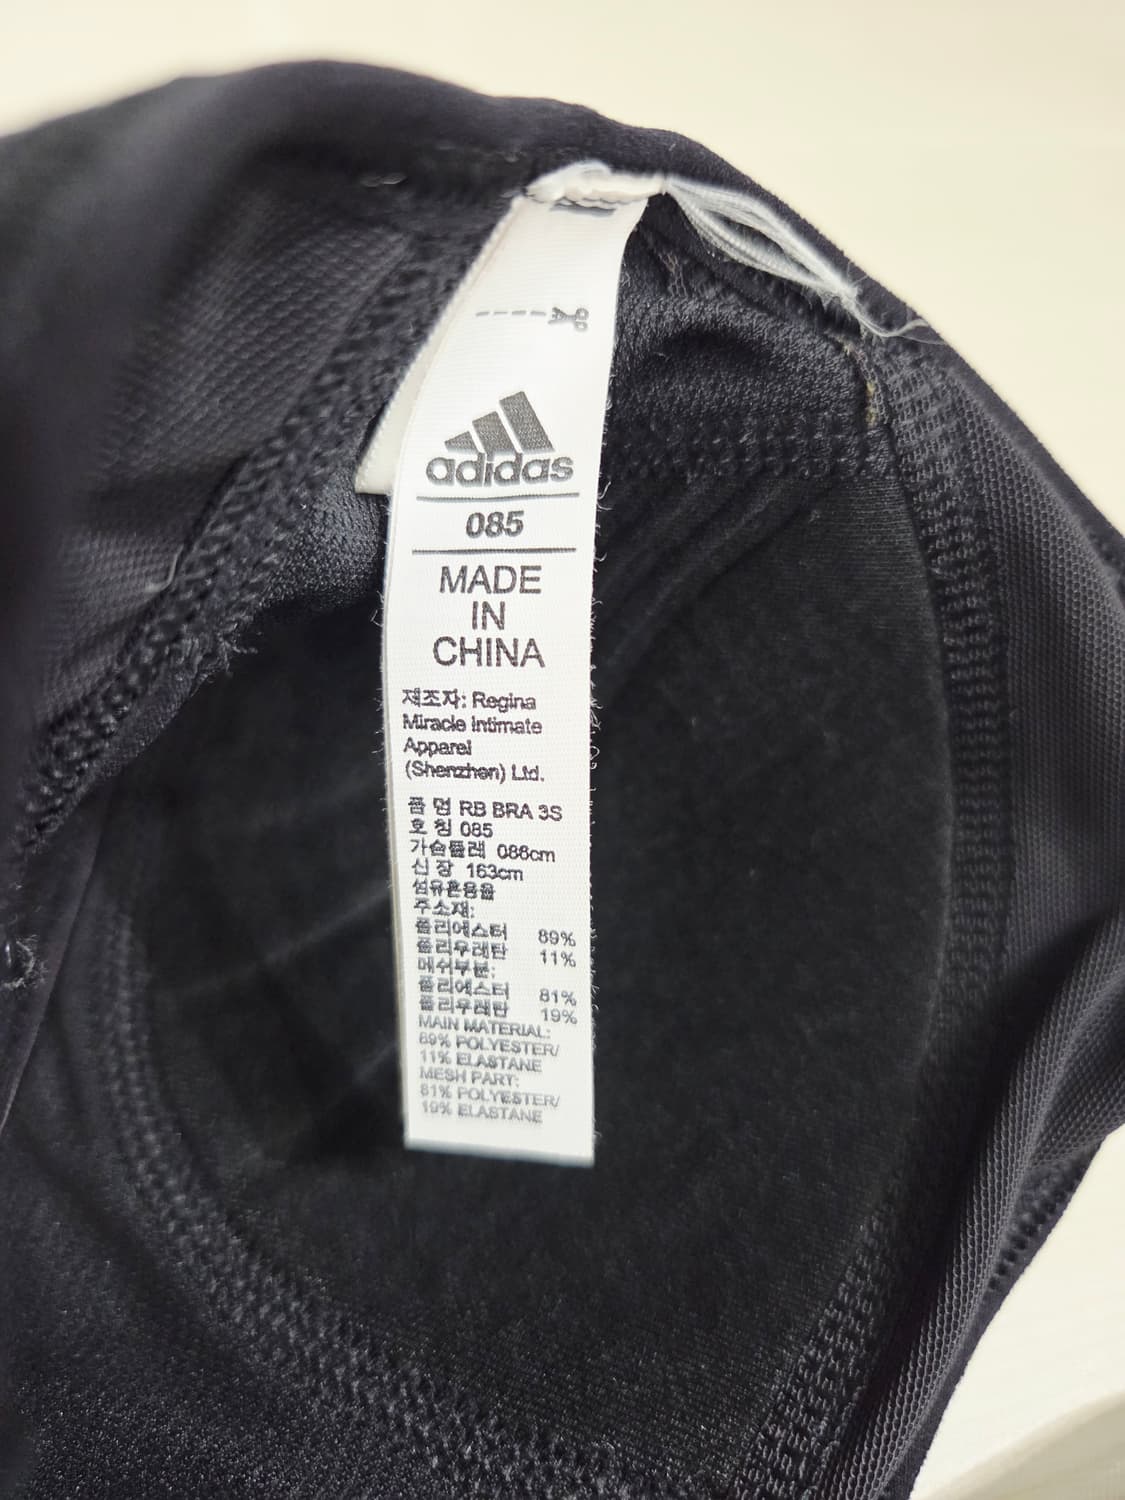 adidas
085
MADE
IN
CHINA
제조자: Regina
Miracle Intimate
Apparel
(Shenzhen) Ltd.
품 명 RB BRA 3S
호 칭 085
가슴둘레 086cm
신 장 163cm
섬유혼용율
주소재:
폴리에스터 89%
폴리우레탄 11%
메쉬부분:
폴리에스터 81%
폴리우레탄 19%
MAIN MATERIAL:
89% POLYESTER/
11% ELASTANE
MESH PART:
81% POLYESTER/
19% ELASTANE